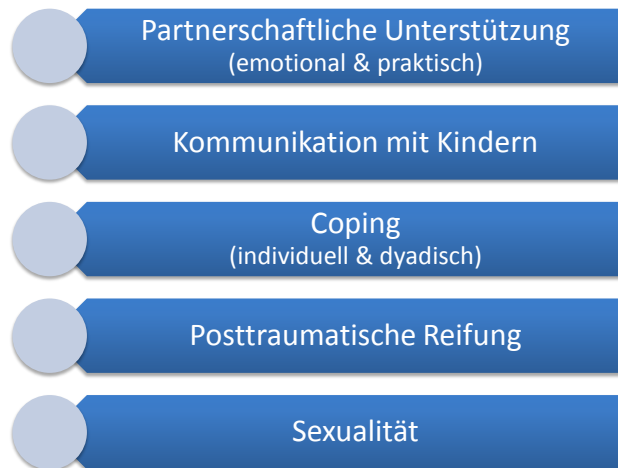 Partnerschaftliche Unterstützung
(emotional & praktisch)
Kommunikation mit Kindern
Coping
(individuell & dyadisch)
Posttraumatische Reifung
Sexualität